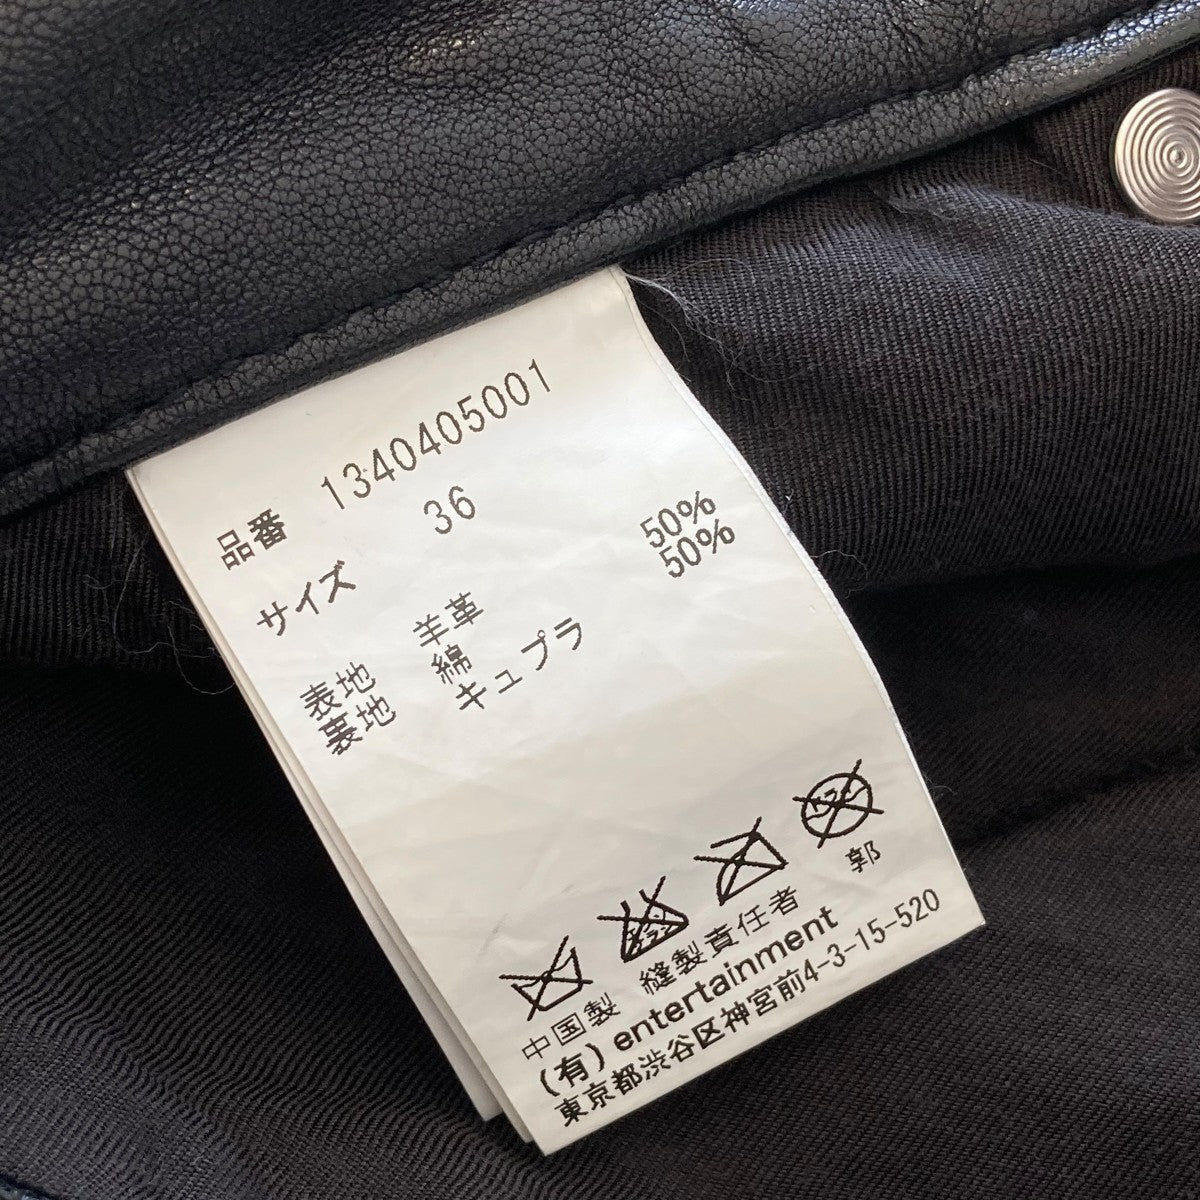 品番 1340405001
サイズ 36
表地 羊革
裏地 綿 50%
キュプラ 50%
中国製 縫製責任者 郭
(有) entertainment
東京都渋谷区神宮前4-3-15-520